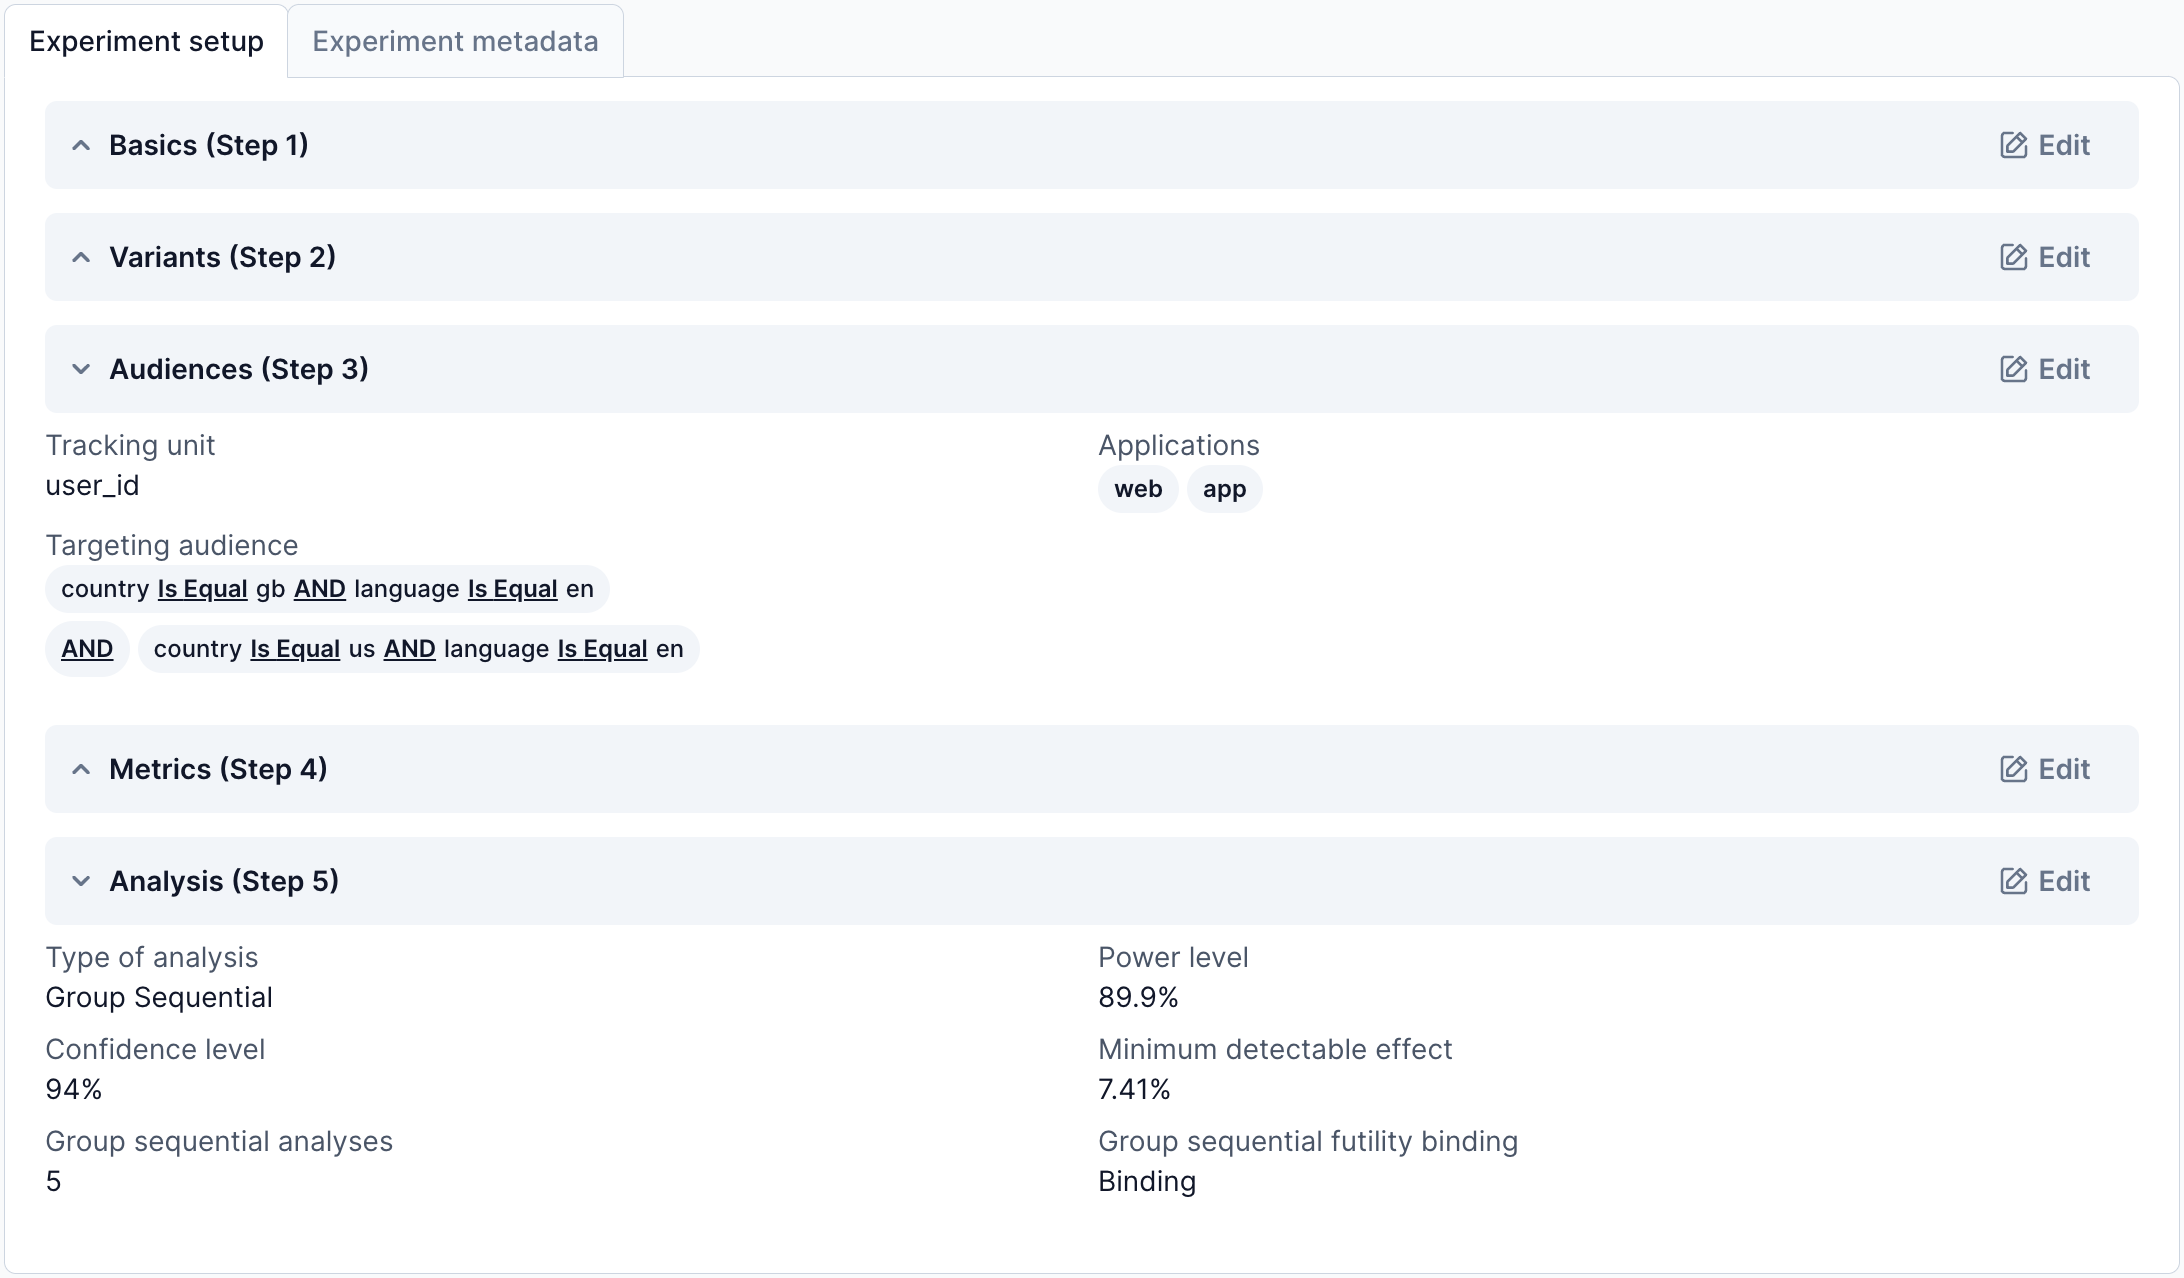 Experiment setup
Experiment metadata
Basics (Step 1)
Edit
Variants (Step 2)
Edit
Audiences (Step 3)
Edit
Tracking unit
user_id
Applications
web app
Targeting audience
country Is Equal gb AND language Is Equal en
AND country Is Equal us AND language Is Equal en
Metrics (Step 4)
Edit
Analysis (Step 5)
Edit
Type of analysis
Group Sequential
Power level
89.9%
Confidence level
94%
Minimum detectable effect
7.41%
Group sequential analyses
5
Group sequential futility binding
Binding